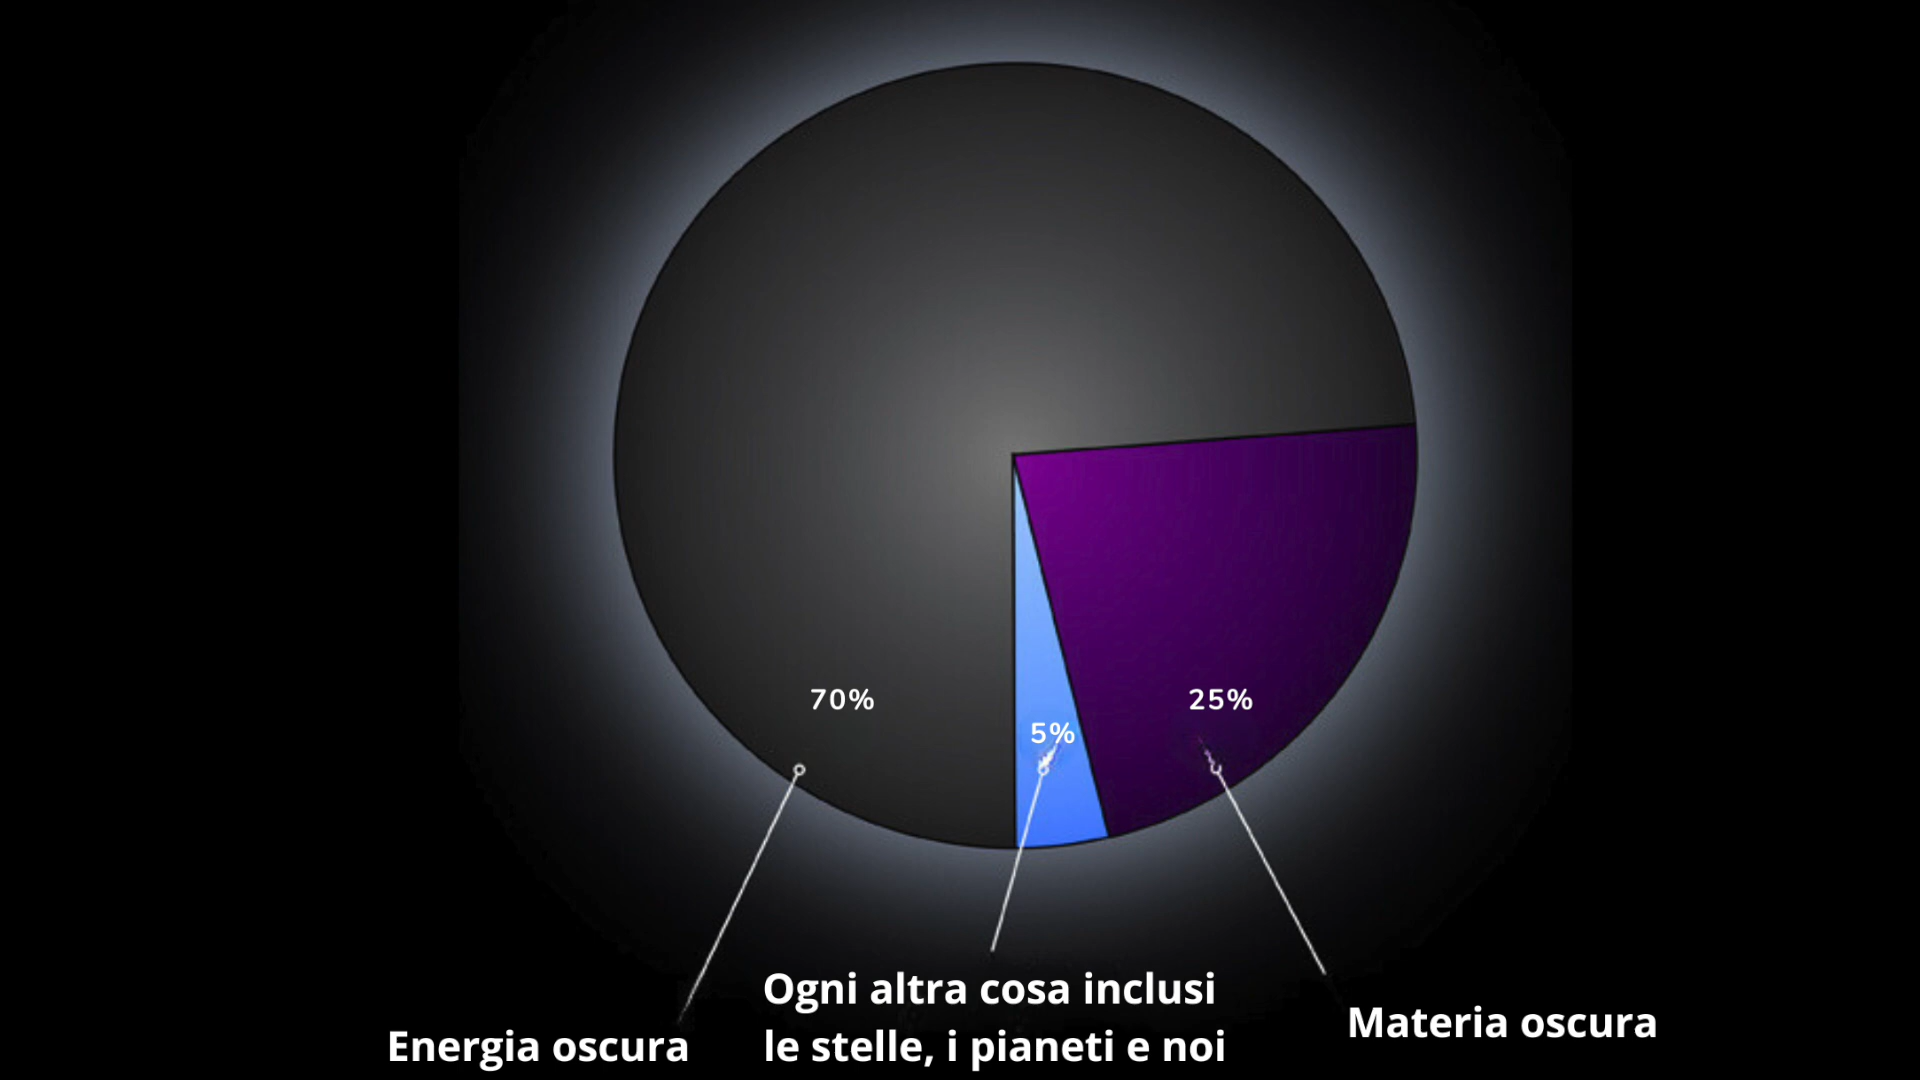 70%
25%
5%
Ogni altra cosa inclusi
le stelle, i pianeti e noi
Energia oscura
Materia oscura